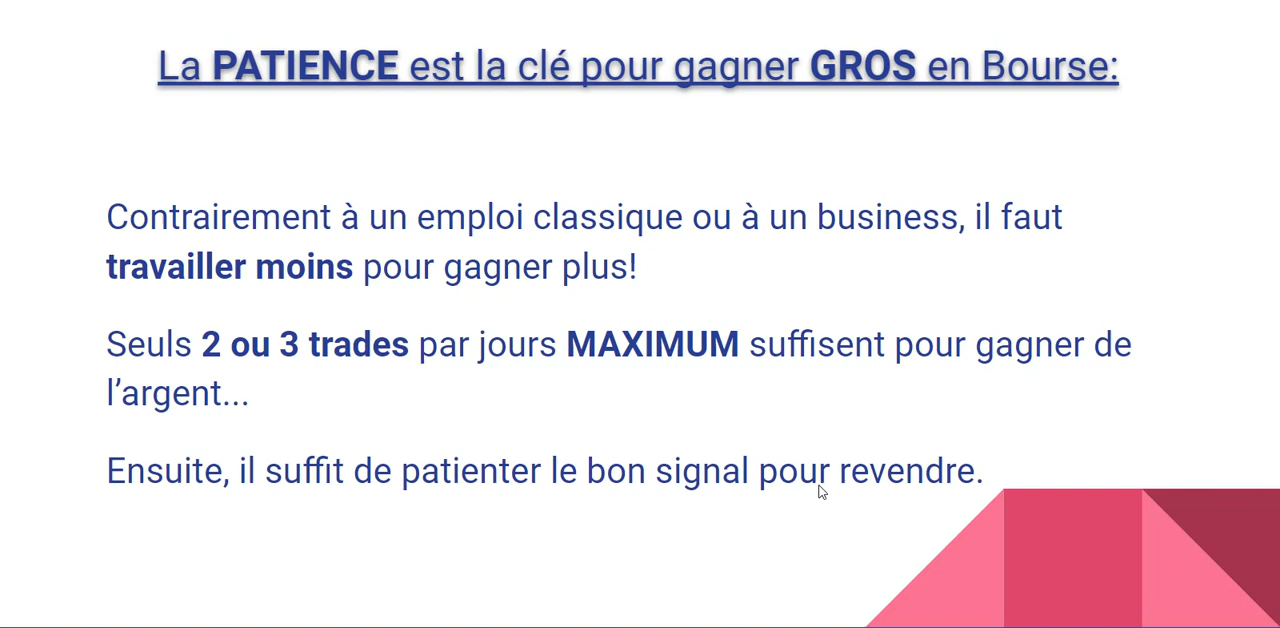 La PATIENCE est la clé pour gagner GROS en Bourse:
Contrairement à un emploi classique ou à un business, il faut
travailler moins pour gagner plus!
Seuls 2 ou 3 trades par jours MAXIMUM suffisent pour gagner de
l’argent...
Ensuite, il suffit de patienter le bon signal pour revendre.